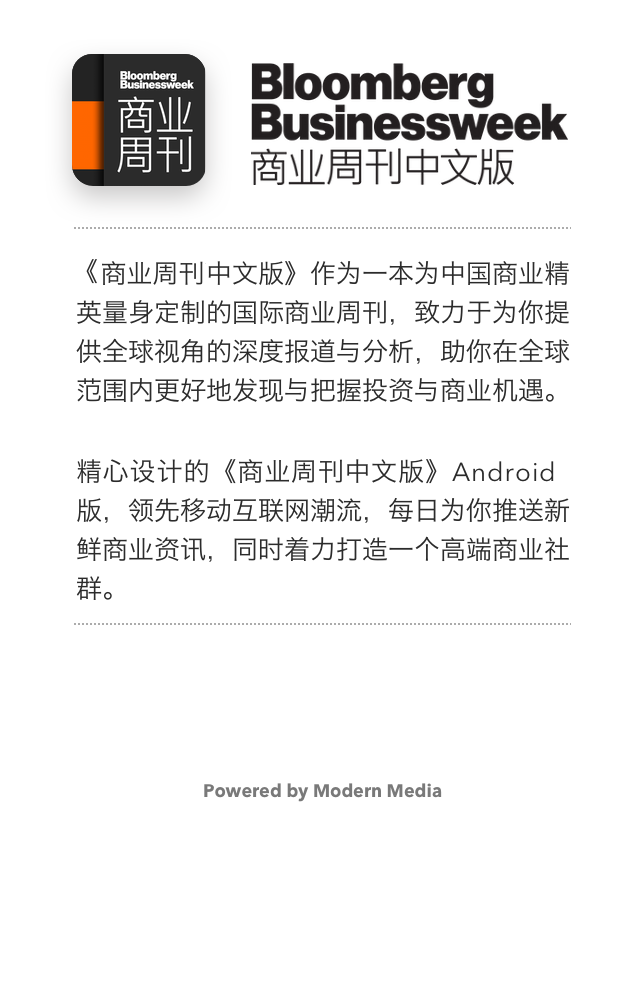 Bloomberg
Businessweek
商业
周刊
Bloomberg
Businessweek
商业周刊中文版
《商业周刊中文版》作为一本为中国商业精
英量身定制的国际商业周刊，致力于为你提
供全球视角的深度报道与分析，助你在全球
范围内更好地发现与把握投资与商业机遇。
精心设计的《商业周刊中文版》Android
版，领先移动互联网潮流，每日为你推送新
鲜商业资讯，同时着力打造一个高端商业社
群。
Powered by Modern Media